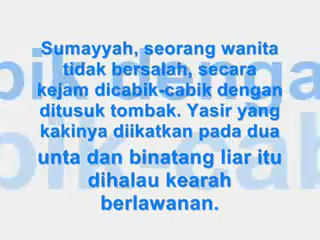 Sumayyah, seorang wanita
tidak bersalah, secara
kejam dicabik-cabik dengan
ditusuk tombak. Yasir yang
kakinya diikatkan pada dua
unta dan binatang liar itu
dihalau kearah
berlawanan.